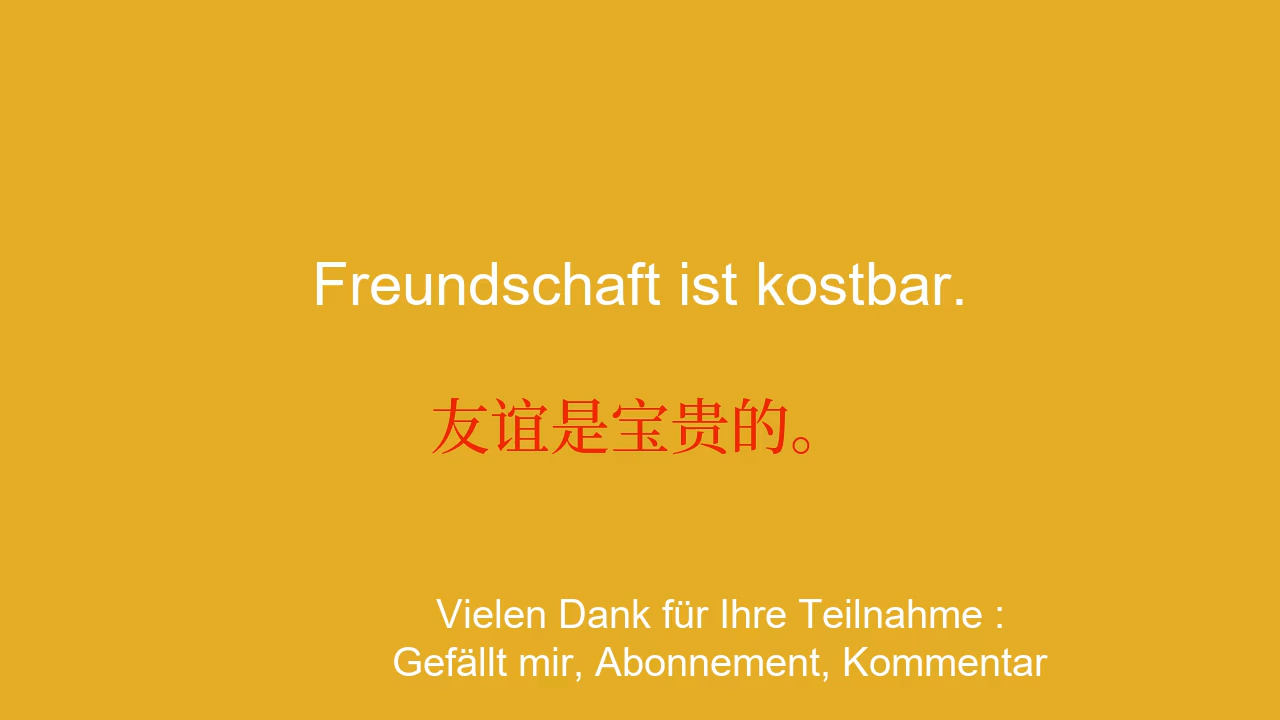 Freundschaft ist kostbar.
友谊是宝贵的。
Vielen Dank für Ihre Teilnahme :
Gefällt mir, Abonnement, Kommentar